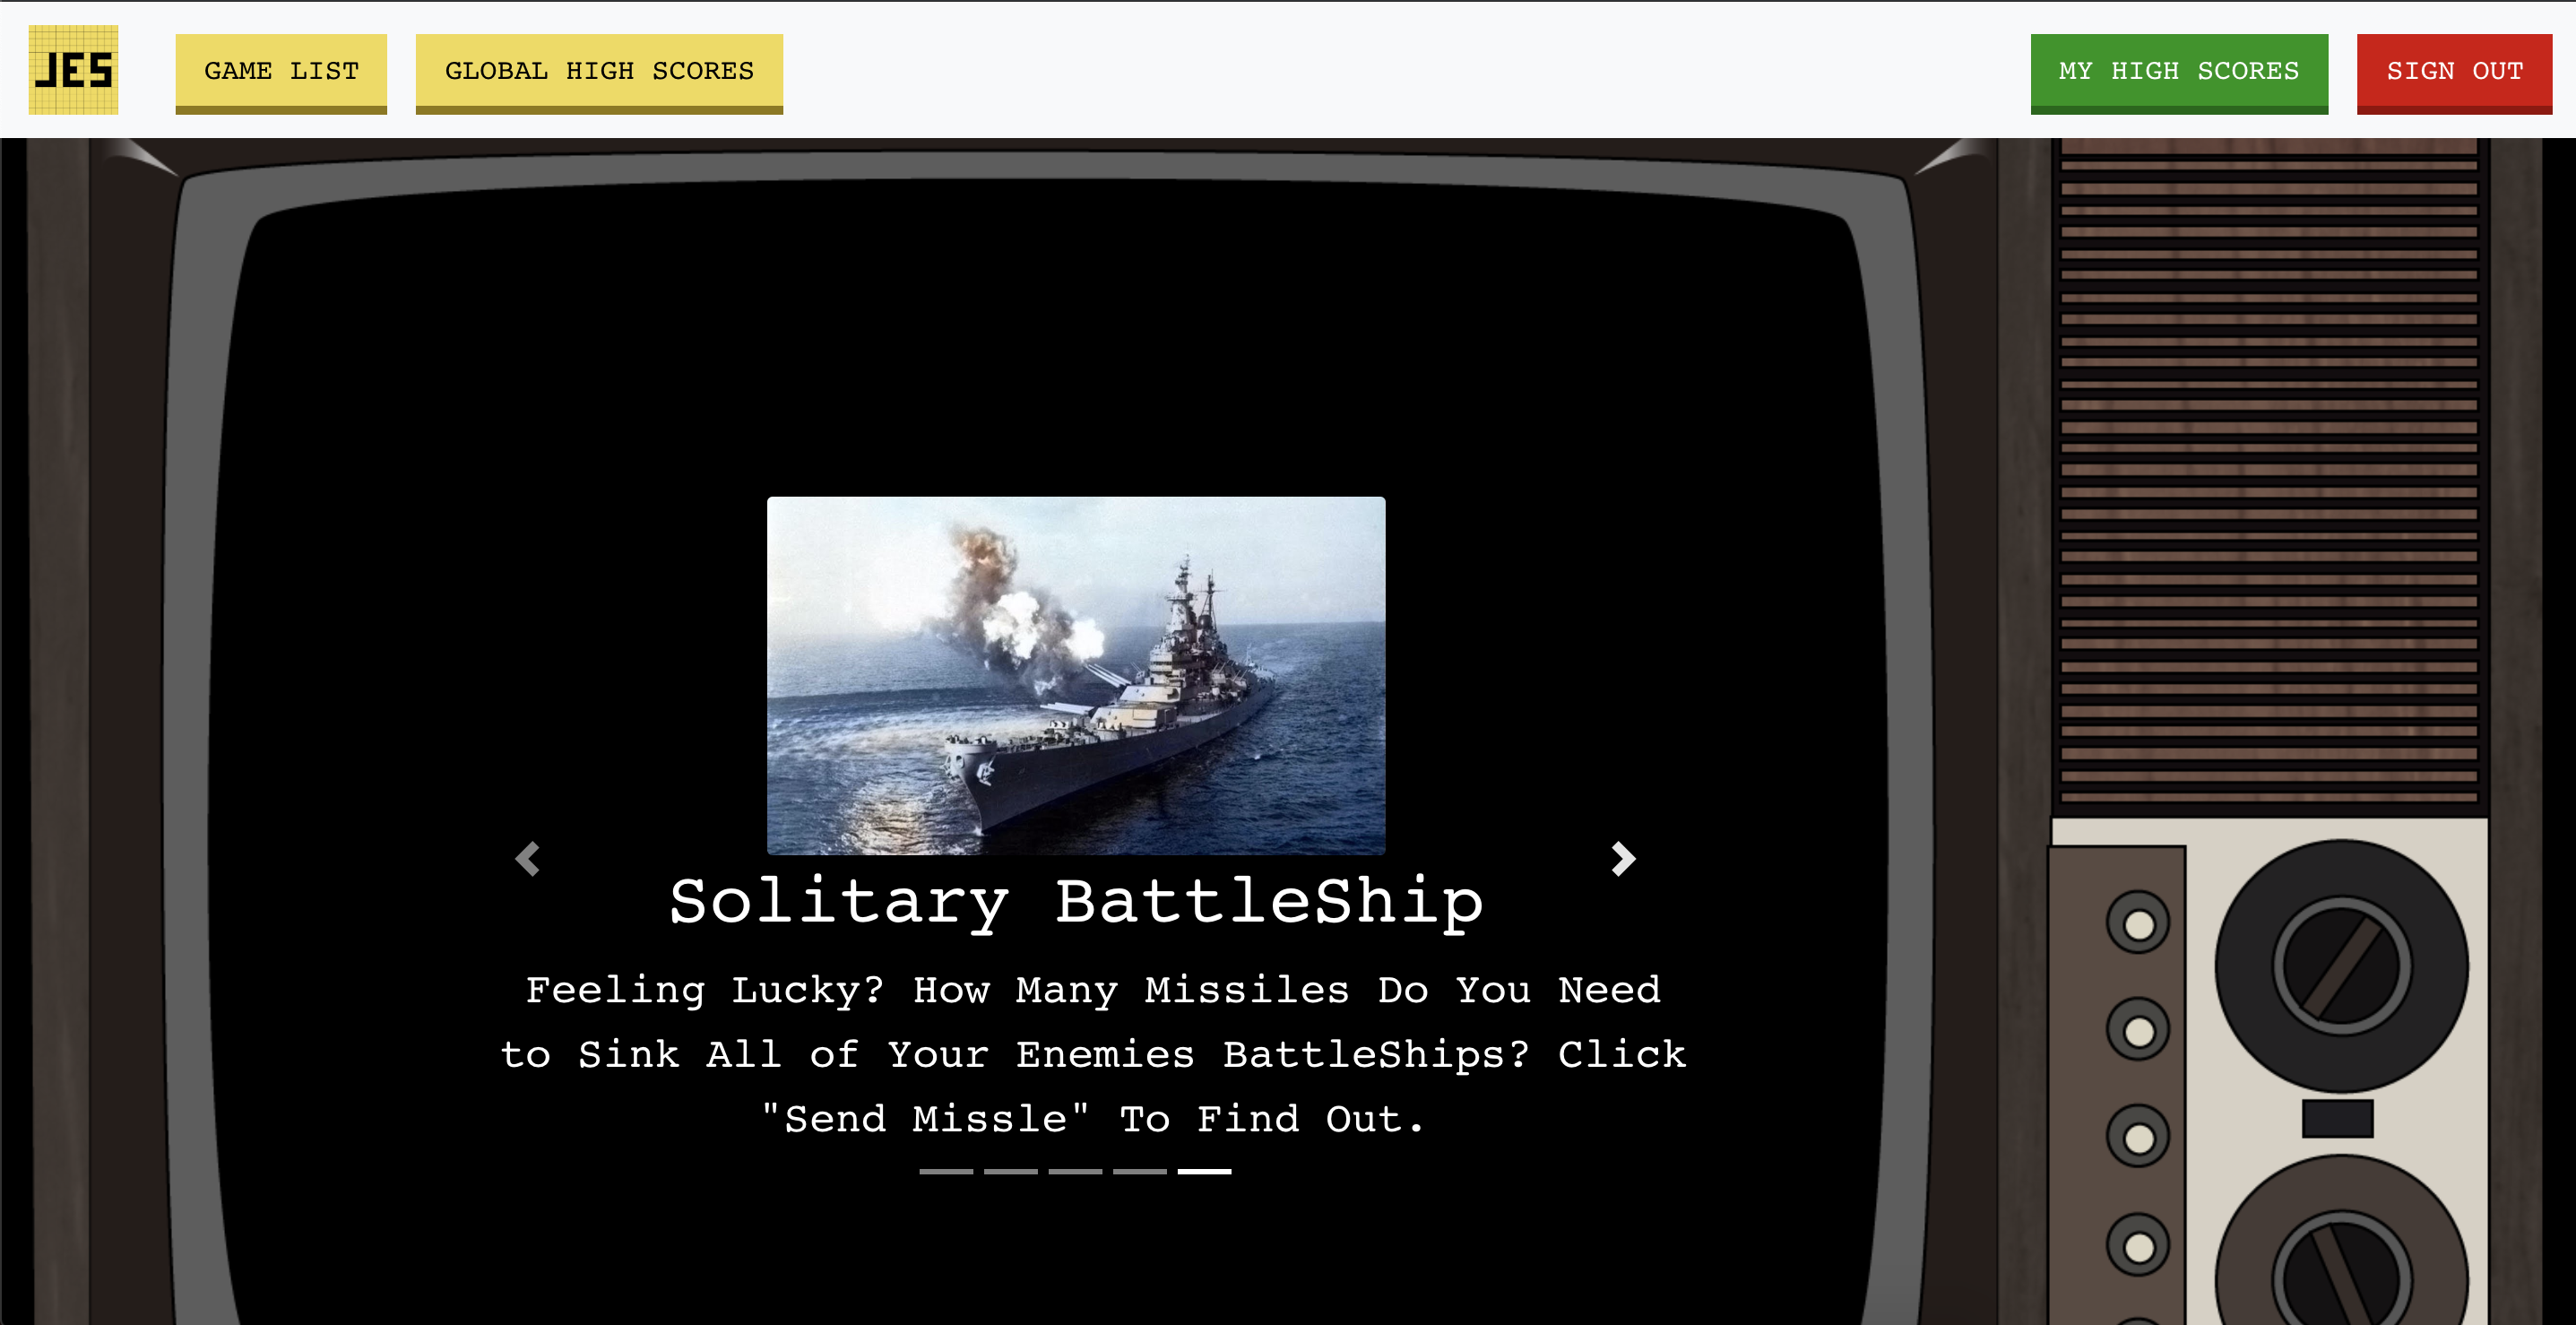 JES
GAME LIST
GLOBAL HIGH SCORES
MY HIGH SCORES
SIGN OUT
Solitary BattleShip
Feeling Lucky? How Many Missiles Do You Need
to Sink All of Your Enemies BattleShips? Click
"Send Missle" To Find Out.